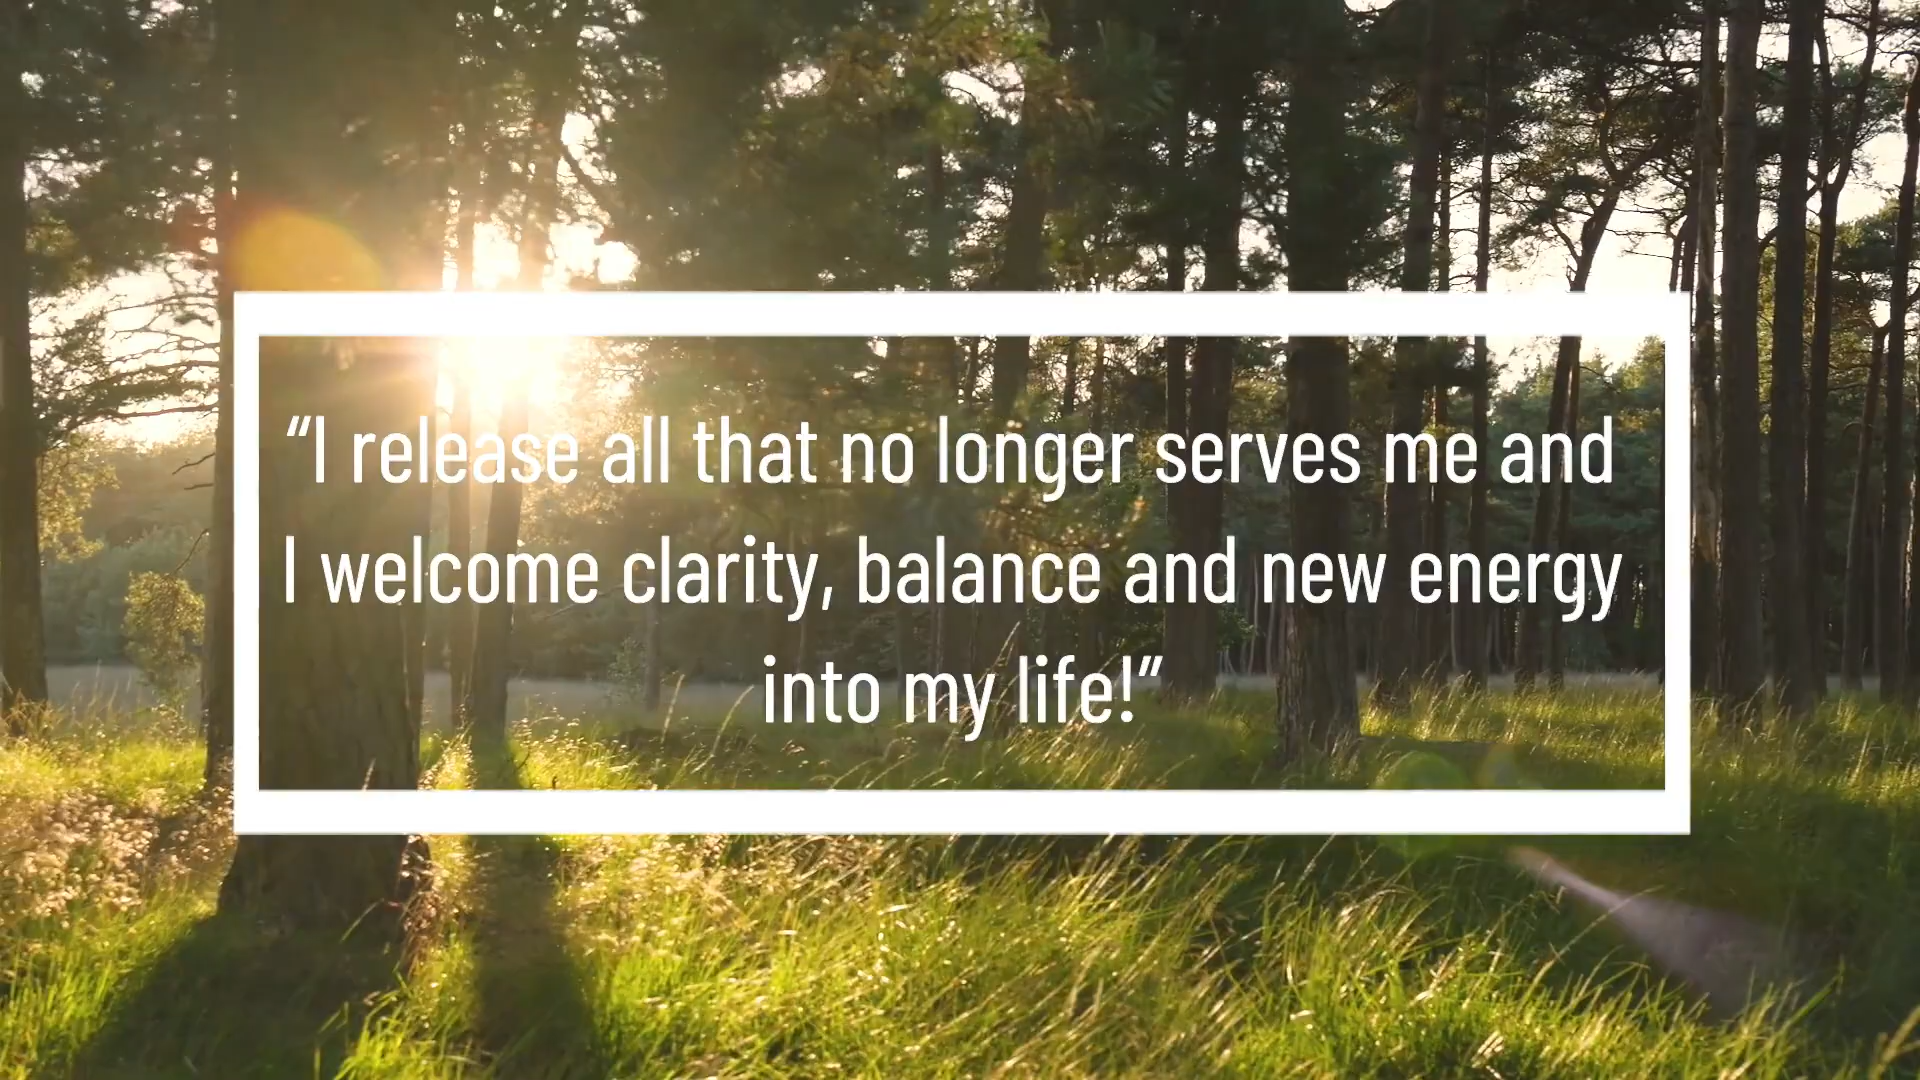 “I release all that no longer serves me and
I welcome clarity, balance and new energy
into my life!”